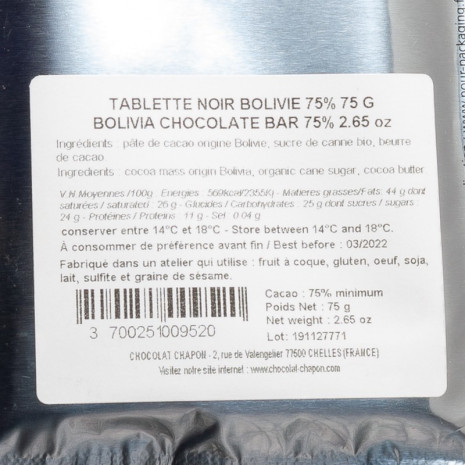 TABLETTE NOIR BOLIVIE 75% 75 G
BOLIVIA CHOCOLATE BAR 75% 2.65 oz
Ingrédients : pâte de cacao origine Bolivie, sucre de canne bio, beurre
de cacao.
Ingredients : cocoa mass origin Bolivia, organic cane sugar, cocoa butter
V.N.Moyennes /100g : Energies : 569kcal(2355Kj) - Matières grasses/Fats: 44 g dont
saturées / saturated : 26 g - Glucides / Carbohydrates : 25 g dont sucres / sugars :
24 g - Protéines / Proteins : 11 g - Sel : 0.04 g
conserver entre 14°C et 18°C - Store between 14°C and 18°C.
À consommer de préférence avant fin / Best before : 03/2022
Fabriqué dans un atelier qui utilise : fruit à coque, gluten, oeuf, soja,
lait, sulfite et graine de sésame.
Cacao : 75% minimum
Poids Net : 75 g
Net weight : 2.65 oz
Lot: 191127771
3 700251009520
CHOCOLAT CHAPON - 2, rue de Valengelier 77500 CHELLES (FRANCE)
Visitez notre site internet : www.chocolat-chapon.com